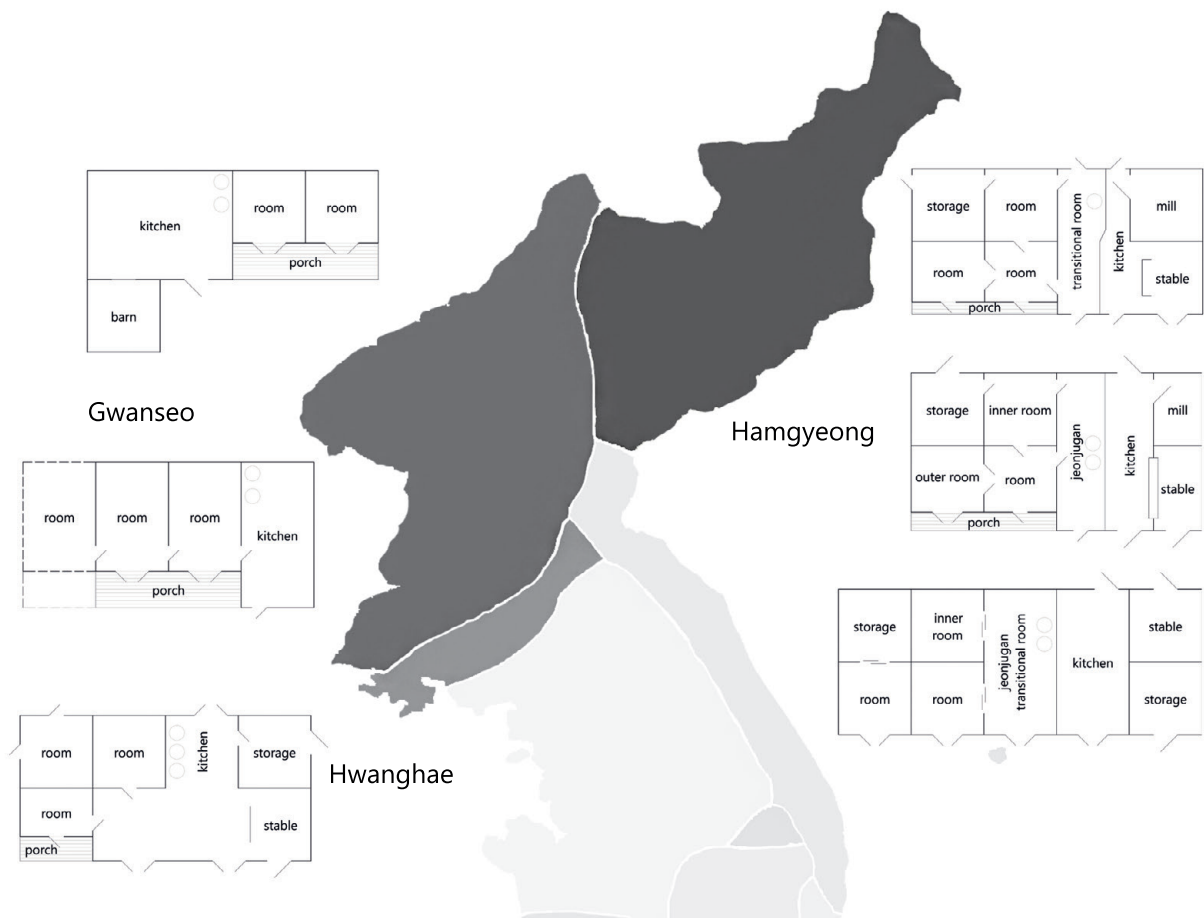 kitchen
room
room
porch
barn
Gwanseo
room
room
room
kitchen
porch
room
room
kitchen
storage
room
stable
porch
Hwanghae
Hamgyeong
storage
room
transitional room
kitchen
mill
room
room
stable
porch
storage
inner room
jeonjugan
kitchen
mill
outer room
room
stable
porch
storage
inner
room
jeonjugan
transitional room
kitchen
stable
room
room
storage